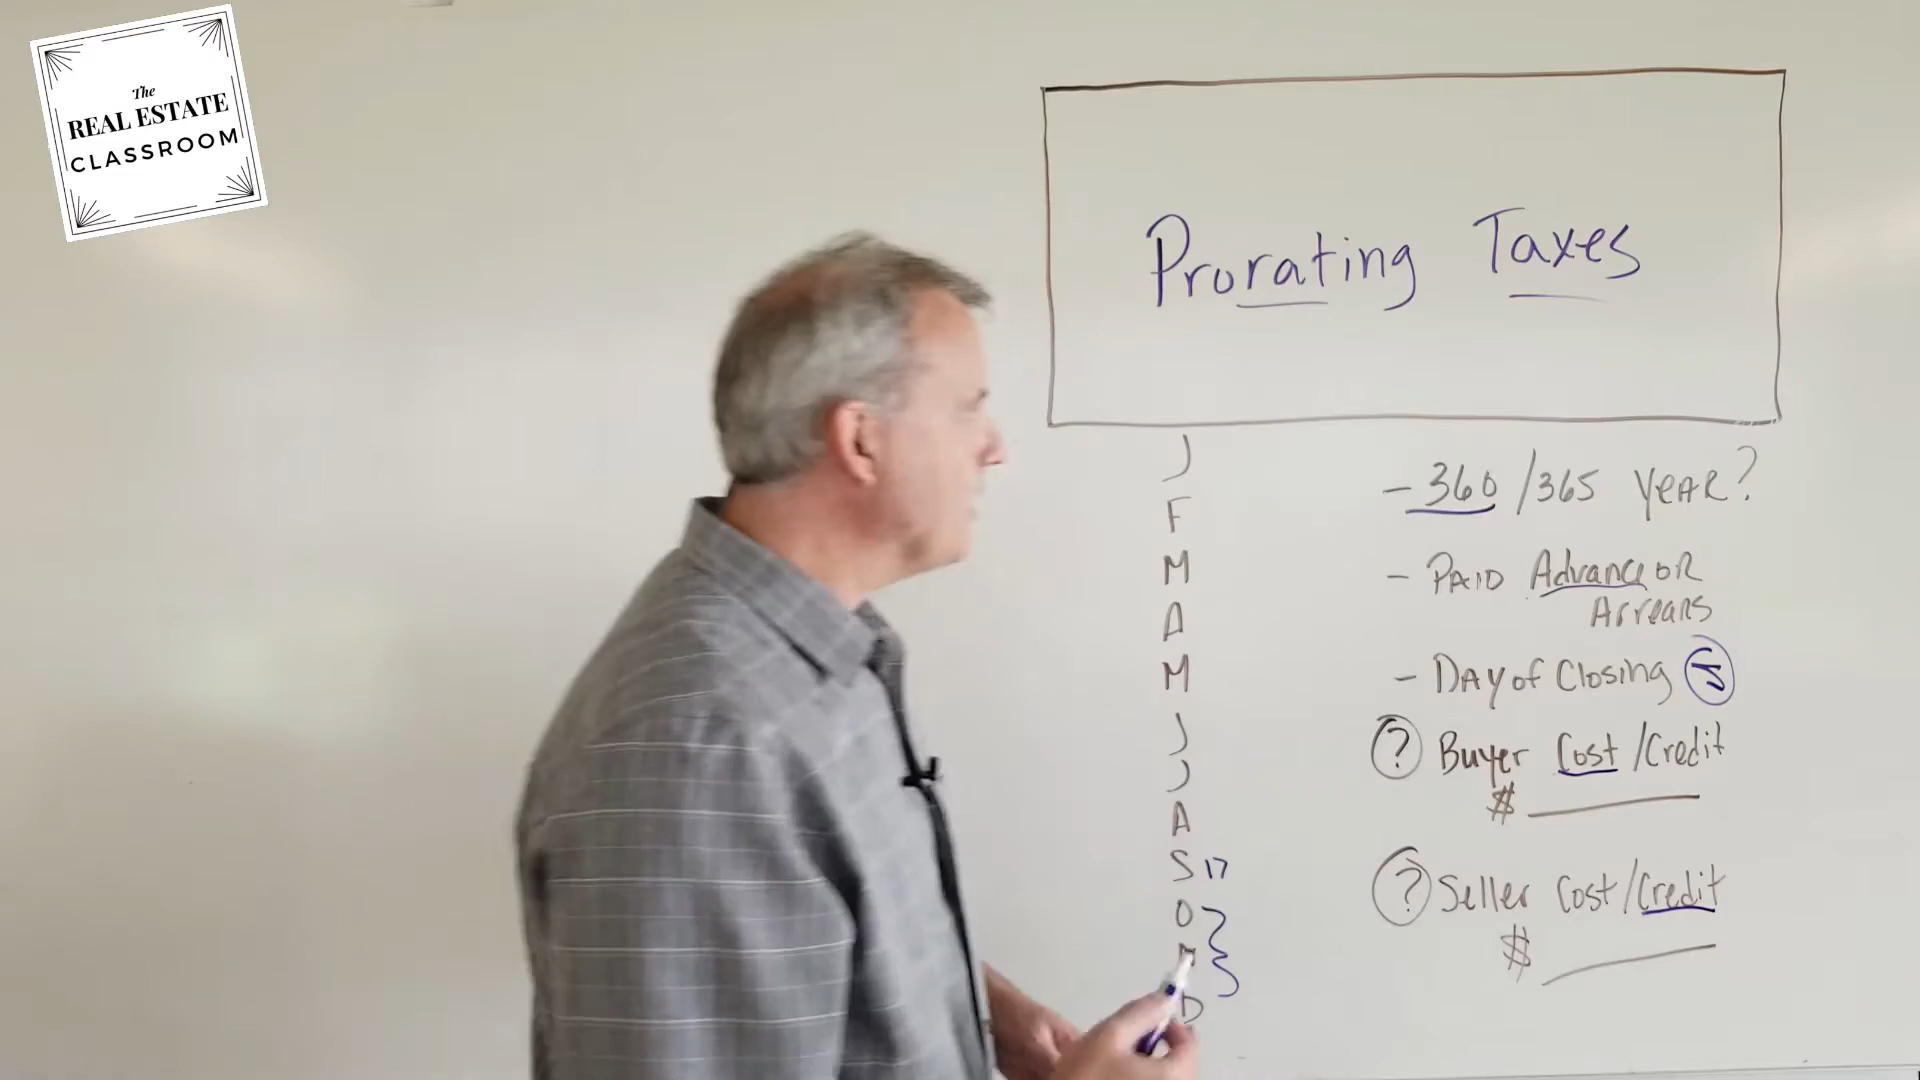 The
REAL ESTATE
CLASSROOM
Prorating Taxes
J
F
M
A
M
J
J
A
S 17
O
N
D
- 360/365 YEAR?
- PAID Advance OR
Arrears
- DAY of Closing S
? Buyer Cost/Credit
$
? Seller Cost/Credit
$